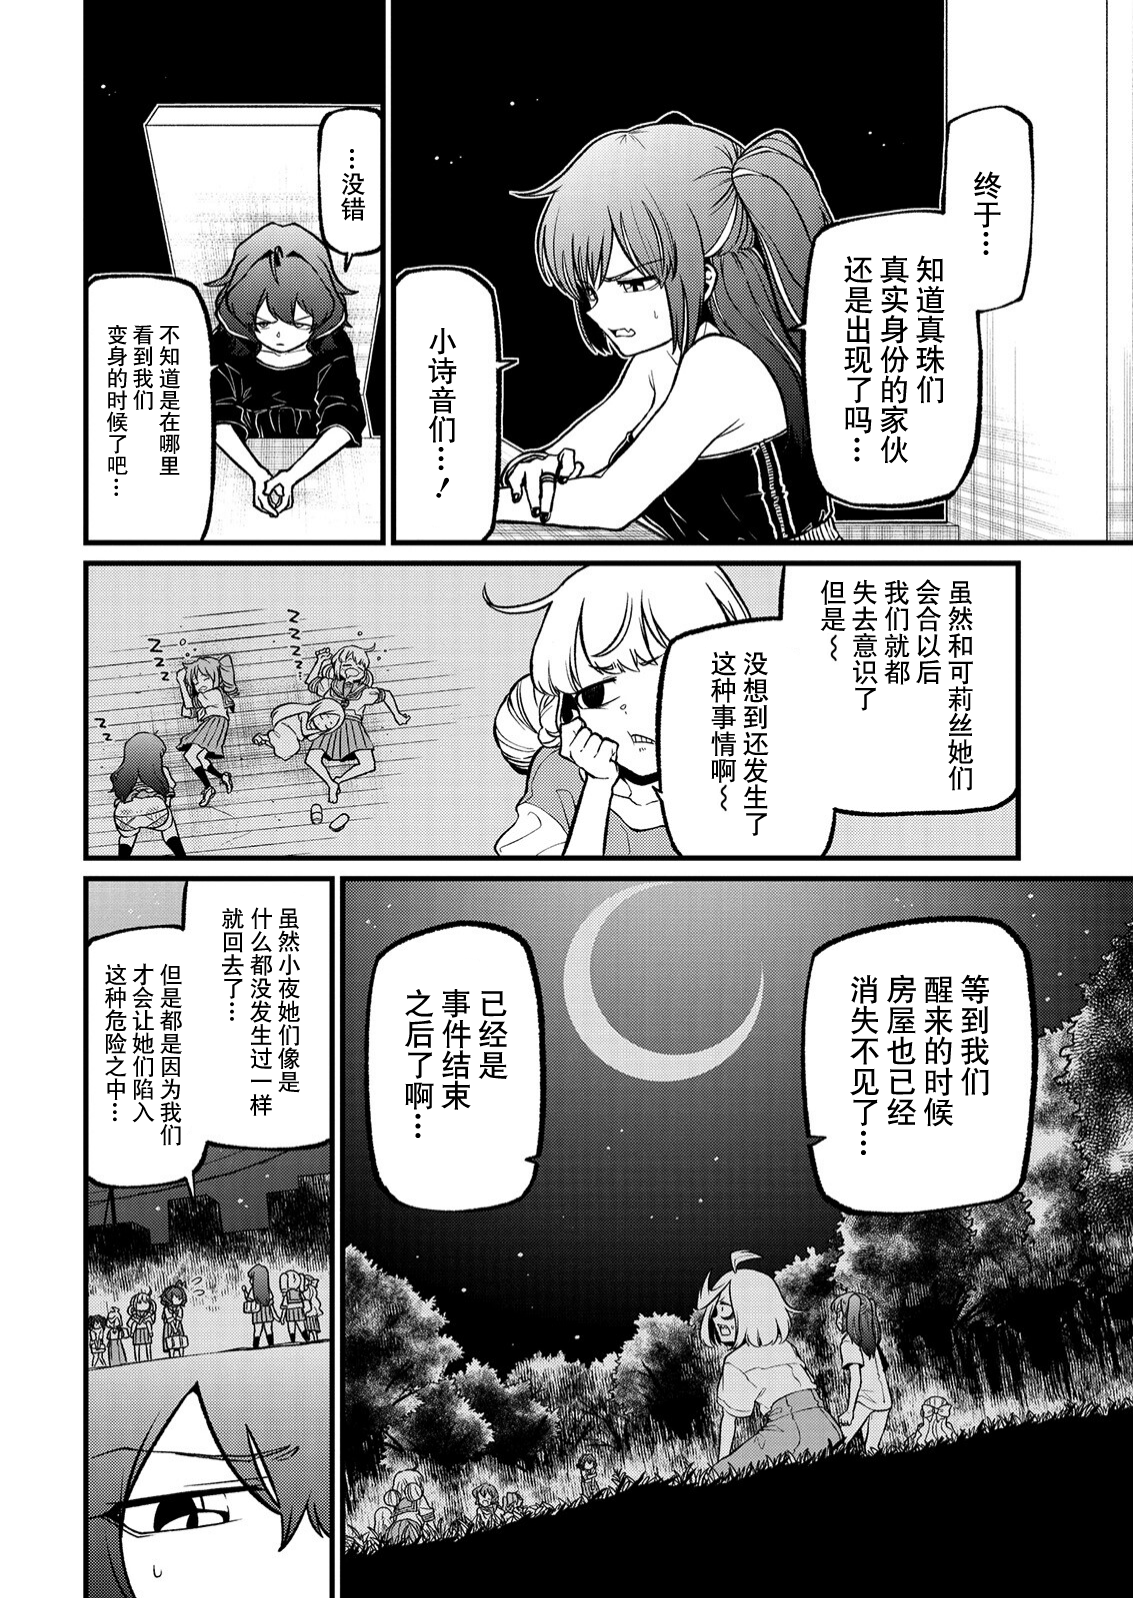 终于…
知道真珠们
真实身份的家伙
还是出现了吗…
小诗音们…！
…没错
不知道是在哪里
看到我们
变身的时候了吧…
虽然和可莉丝她们
会合以后
我们就都
失去意识了
但是~
没想到还发生了
这种事情啊~
z
z
z
z
z
z
z
z
等到我们
醒来的时候
房屋也已经
消失不见了…
已经是
事件结束
之后了啊…
虽然小夜她们像是
什么都没发生过一样
就回去了…
但是都是因为我们
才会让她们陷入
这种危险之中…